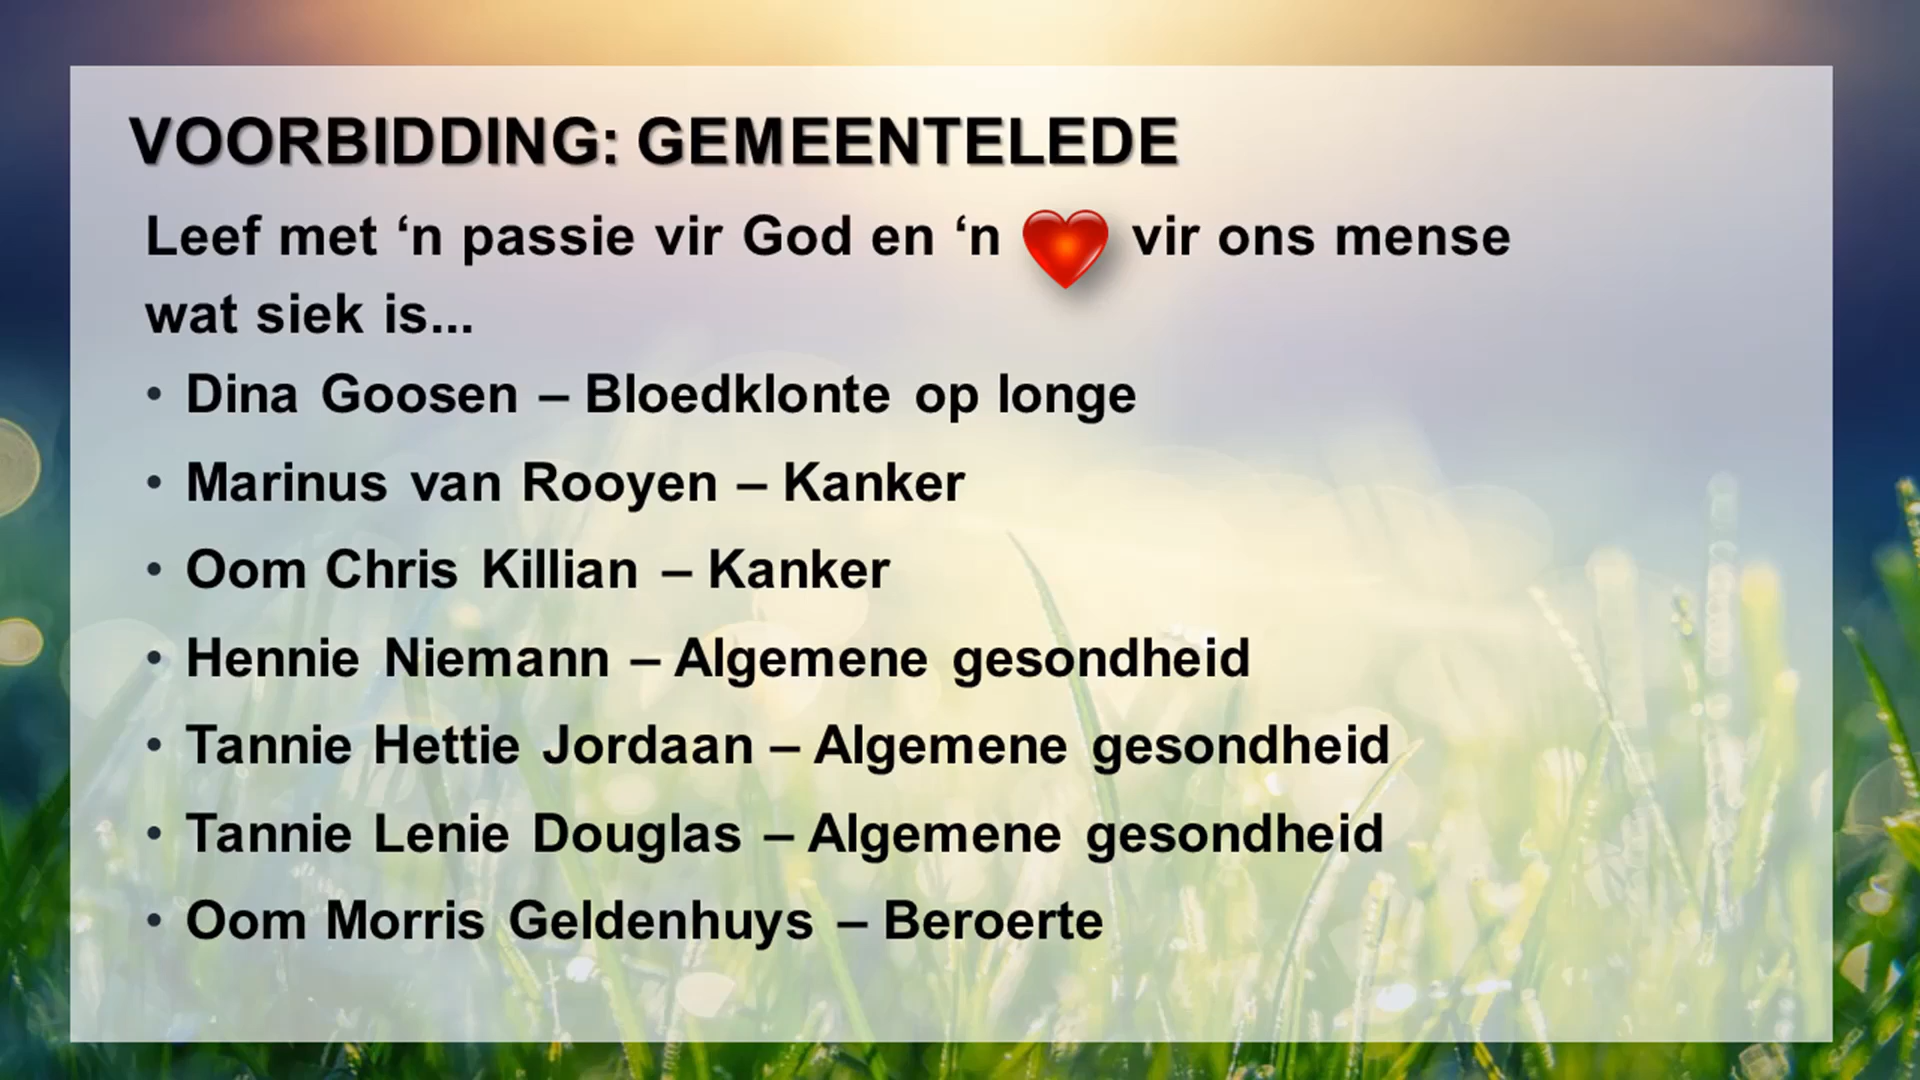 VOORBIDDING: GEMEENTELEDE
Leef met ‘n passie vir God en ‘n ❤ vir ons mense
wat siek is...
• Dina Goosen – Bloedklonte op longe
• Marinus van Rooyen – Kanker
• Oom Chris Killian – Kanker
• Hennie Niemann – Algemene gesondheid
• Tannie Hettie Jordaan – Algemene gesondheid
• Tannie Lenie Douglas – Algemene gesondheid
• Oom Morris Geldenhuys – Beroerte